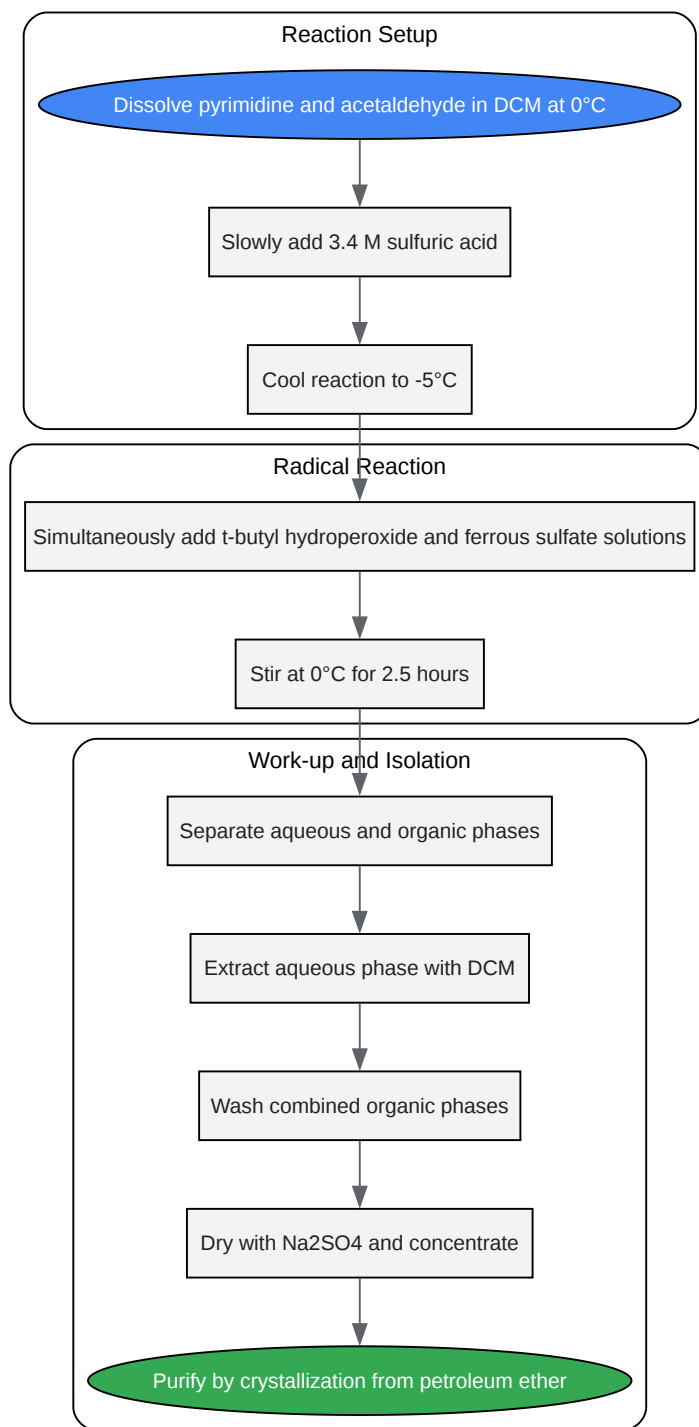 Reaction Setup
Dissolve pyrimidine and acetaldehyde in DCM at 0°C
Slowly add 3.4 M sulfuric acid
Cool reaction to -5°C
Radical Reaction
Simultaneously add t-butyl hydroperoxide and ferrous sulfate solutions
Stir at 0°C for 2.5 hours
Work-up and Isolation
Separate aqueous and organic phases
Extract aqueous phase with DCM
Wash combined organic phases
Dry with Na2SO4 and concentrate
Purify by crystallization from petroleum ether